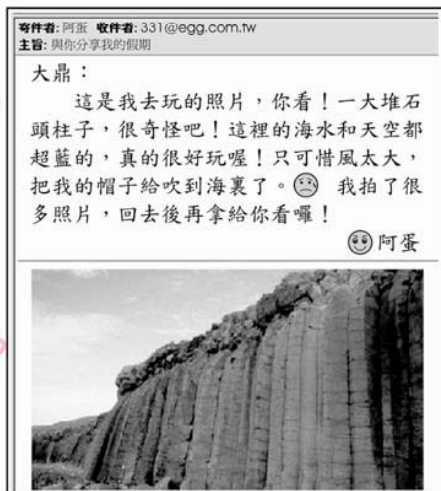 寄件者: 阿蛋 收件者: 331@egg.com.tw
主旨: 與你分享我的假期
大鼎：
這是我去玩的照片，你看！一大堆石
頭柱子，很奇怪吧！這裡的海水和天空都
超藍的，真的很好玩喔！只可惜風太大，
把我的帽子給吹到海裏了。 我拍了很
多照片，回去後再拿給你看囉！
阿蛋